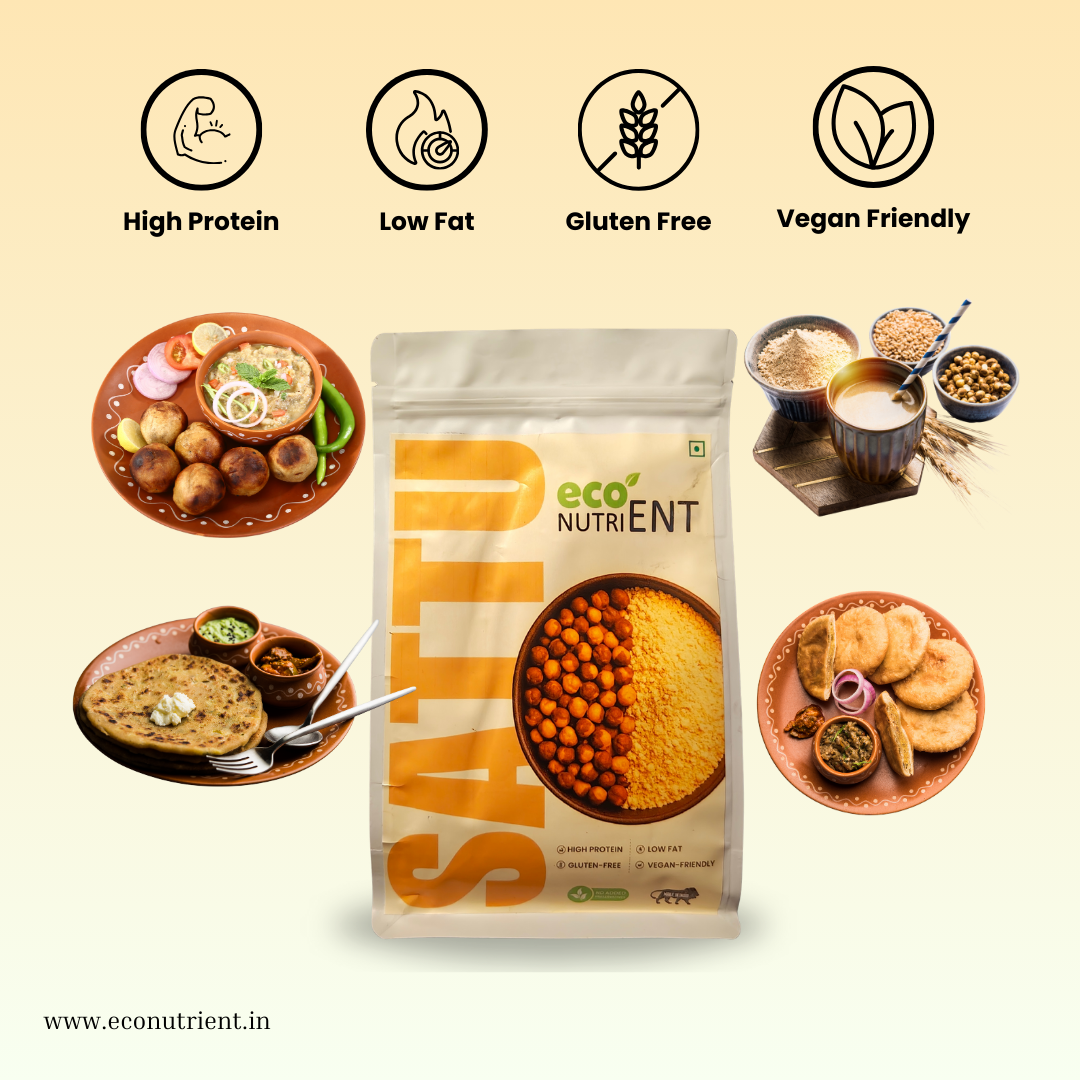 High Protein
Low Fat
Gluten Free
Vegan Friendly
SATTU
eco
NUTRIENT
HIGH PROTEIN
LOW FAT
GLUTEN-FREE
VEGAN-FRIENDLY
www.econutrient.in